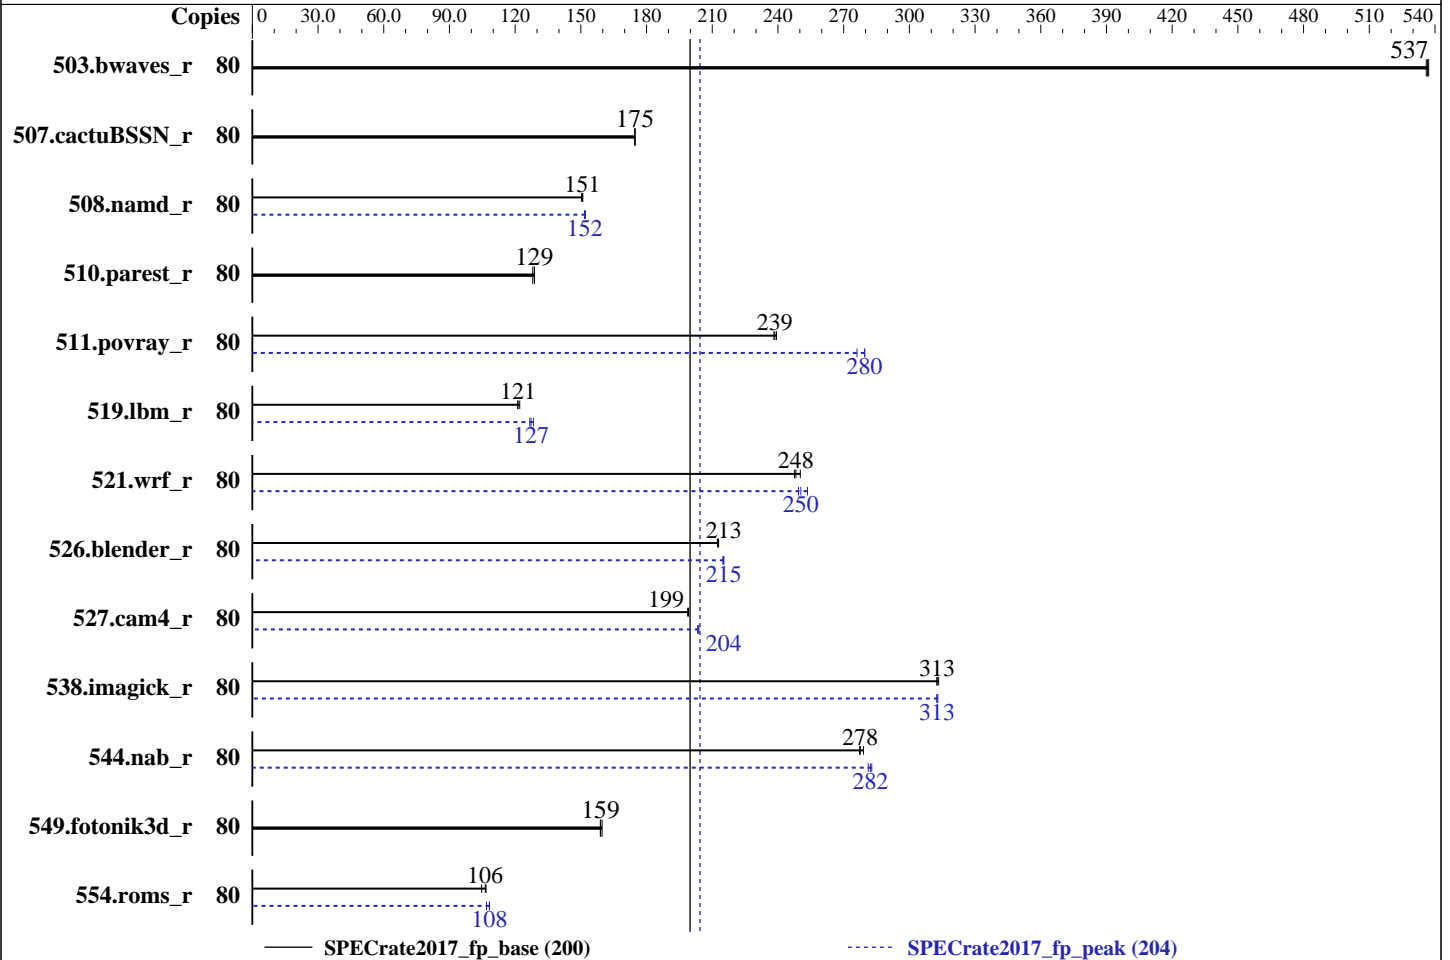 Copies 0 30.0 60.0 90.0 120 150 180 210 240 270 300 330 360 390 420 450 480 510 540
503.bwaves_r 80 537
507.cactuBSSN_r 80 175
508.namd_r 80 151
152
510.parest_r 80 129
511.povray_r 80 239
280
519.lbm_r 80 121
127
521.wrf_r 80 248
250
526.blender_r 80 213
215
527.cam4_r 80 199
204
538.imagick_r 80 313
313
544.nab_r 80 278
282
549.fotonik3d_r 80 159
554.roms_r 80 106
108
SPECrate2017_fp_base (200) SPECrate2017_fp_peak (204)